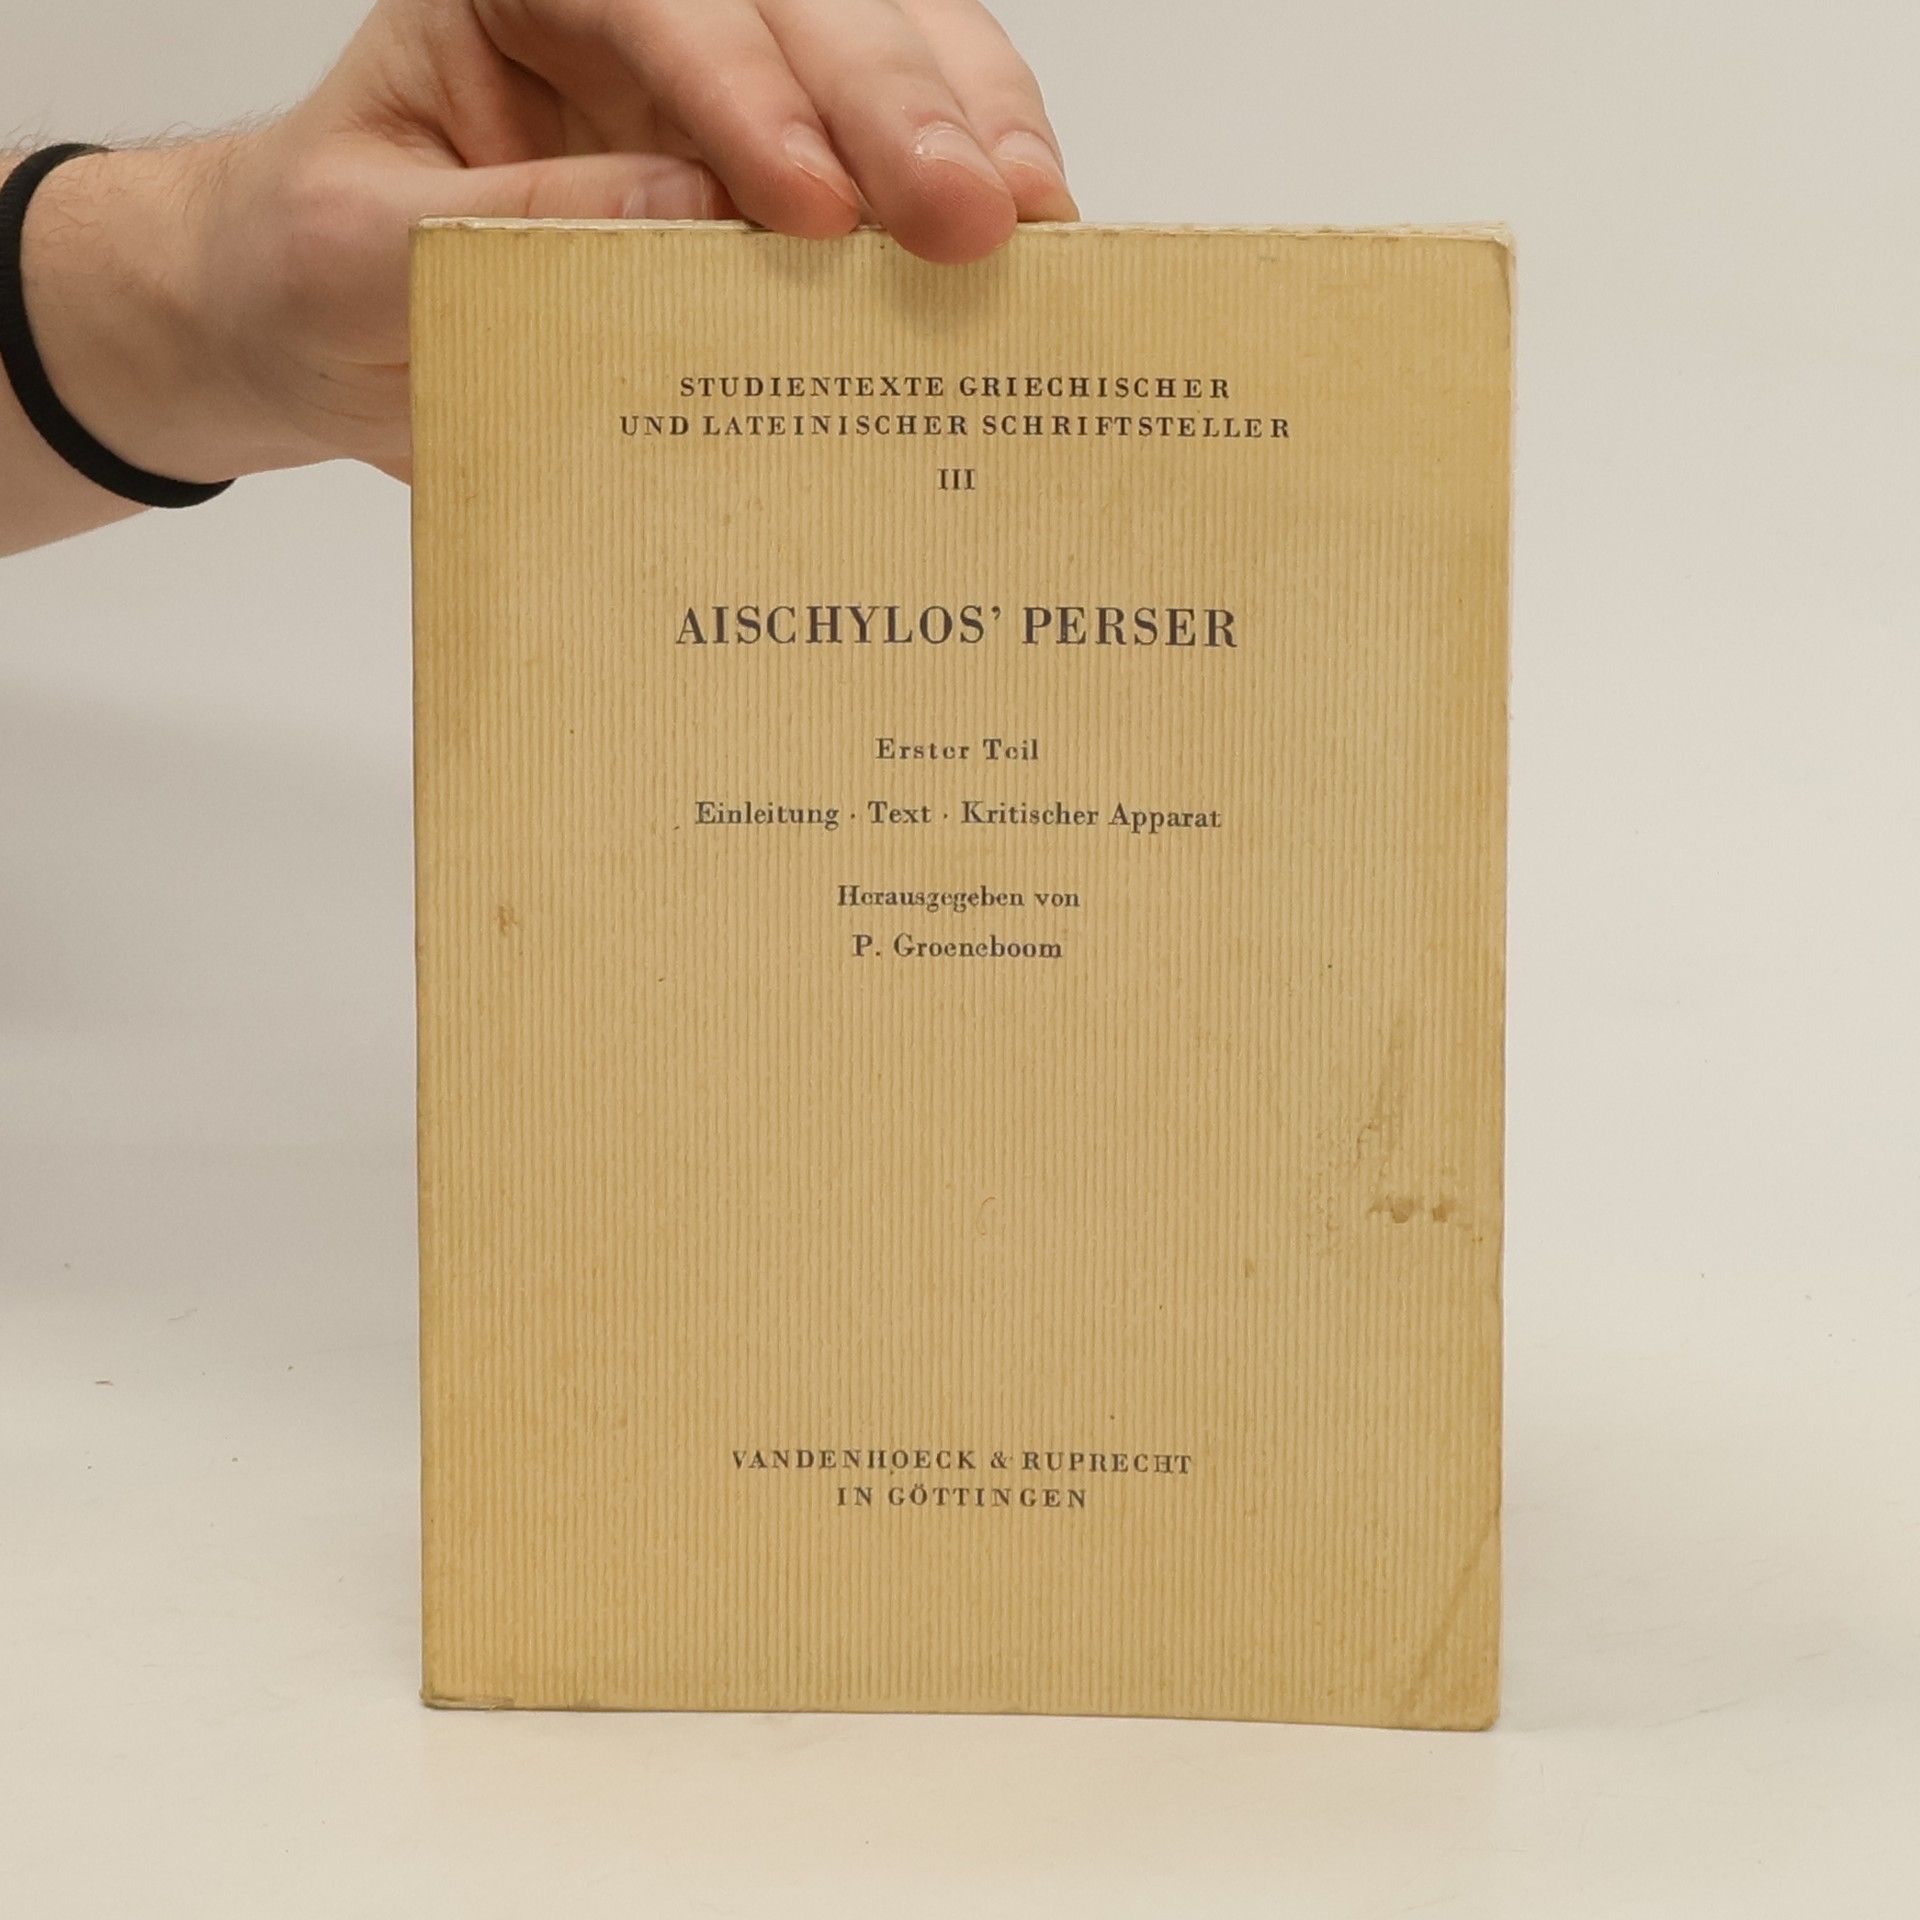 STUDIENTEXTE GRIECHISCHER
UND LATEINISCHER SCHRIFTSTELLER
III
AISCHYLOS’ PERSER
Erster Teil
Einleitung · Text · Kritischer Apparat
Herausgegeben von
P. Groeneboom
VANDENHOECK & RUPRECHT
IN GÖTTINGEN